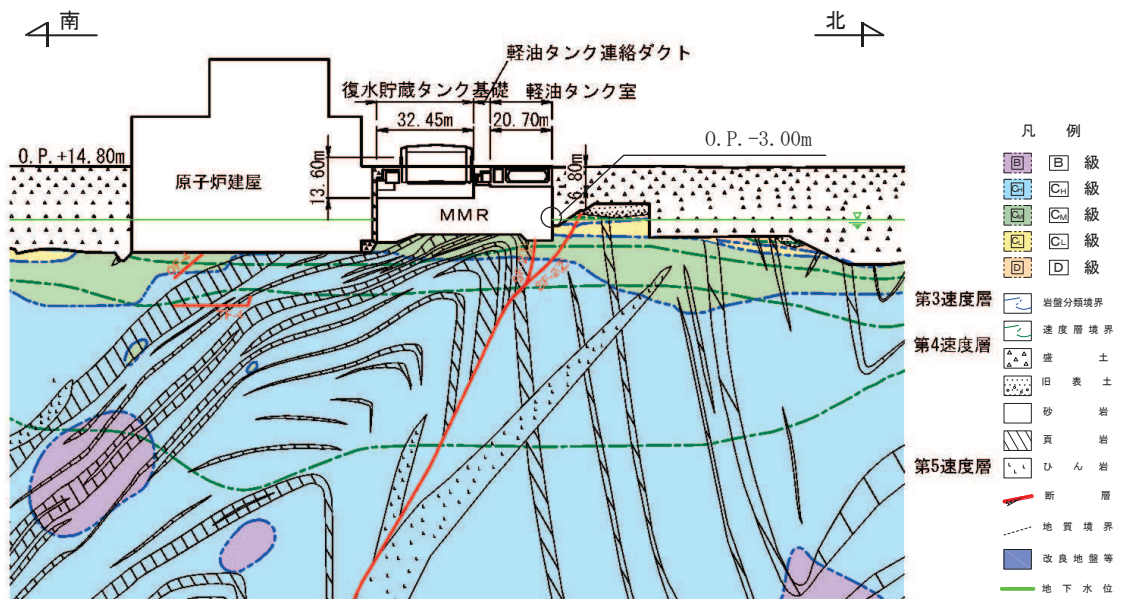 南
北
軽油タンク連絡ダクト
復水貯蔵タンク基礎 軽油タンク室
32.45m
20.70m
O.P.-3.00m
O.P.+14.80m
13.60m
6.80m
原子炉建屋
MMR
第3速度層
第4速度層
第5速度層
凡 例
B B 級
CH CH 級
CM CM 級
CL CL 級
D D 級
岩盤分類境界
速度層境界
盛土
旧表土
砂岩
頁岩
ひん岩
断層
地質境界
改良地盤等
地下水位